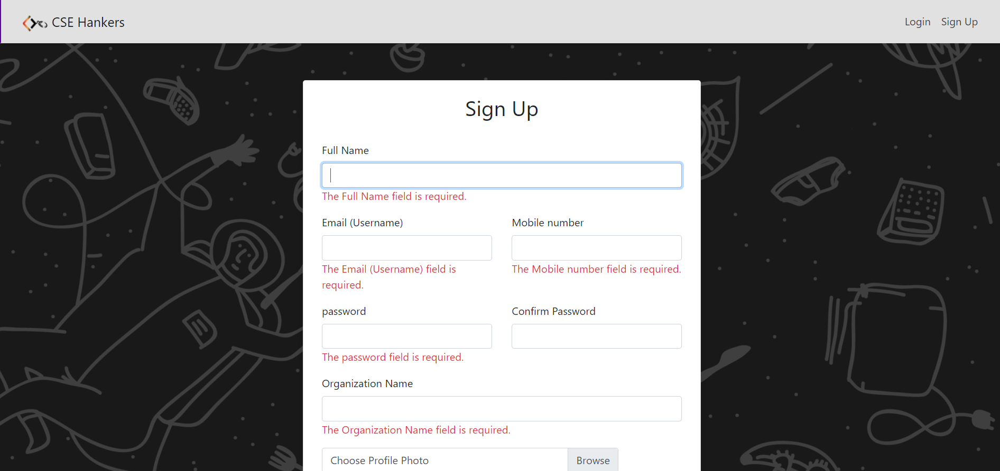 CSE Hankers
Login Sign Up
Sign Up
Full Name
The Full Name field is required.
Email (Username) Mobile number
The Email (Username) field is
required.
The Mobile number field is required.
password Confirm Password
The password field is required.
Organization Name
The Organization Name field is required.
Choose Profile Photo Browse